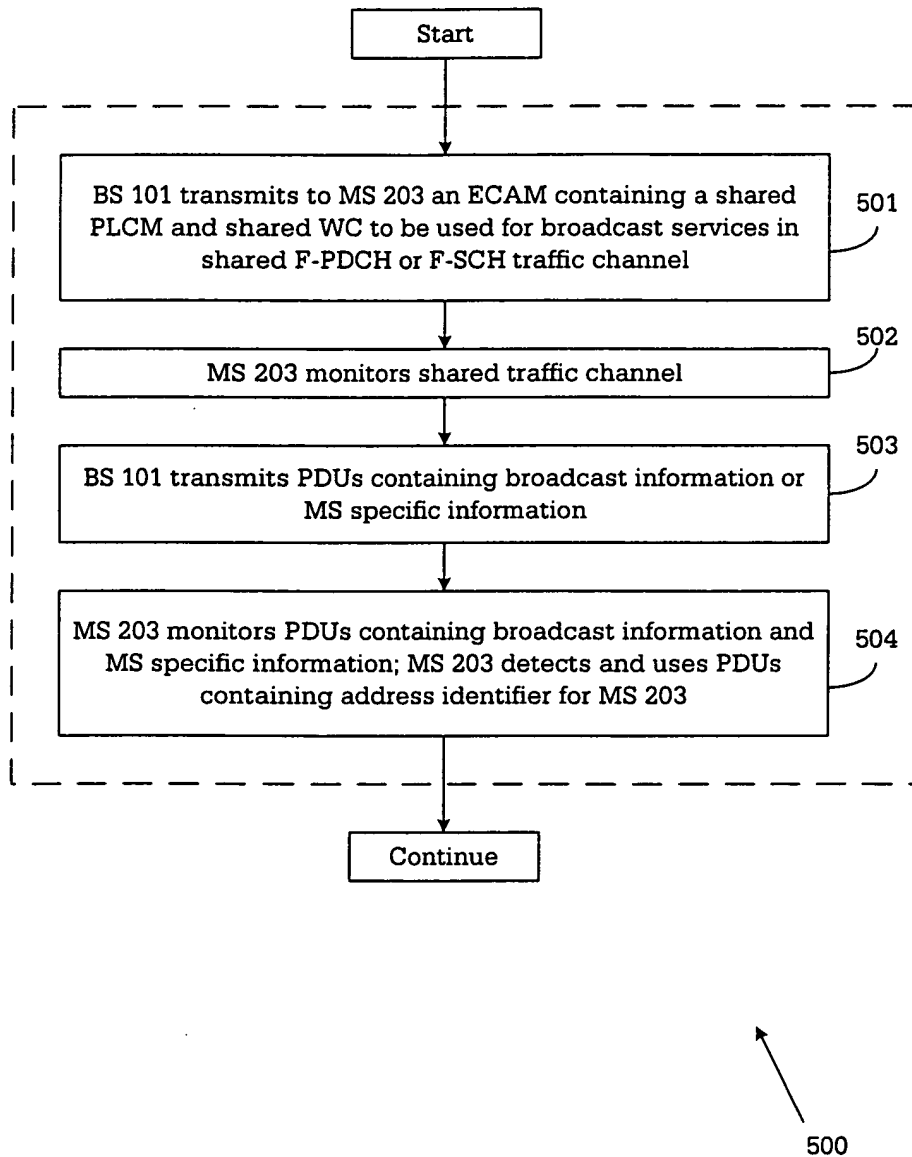 Start
BS 101 transmits to MS 203 an ECAM containing a shared
PLCM and shared WC to be used for broadcast services in
shared F-PDCH or F-SCH traffic channel
501
502
MS 203 monitors shared traffic channel
503
BS 101 transmits PDUs containing broadcast information or
MS specific information
MS 203 monitors PDUs containing broadcast information and
MS specific information; MS 203 detects and uses PDUs
containing address identifier for MS 203
504
Continue
500